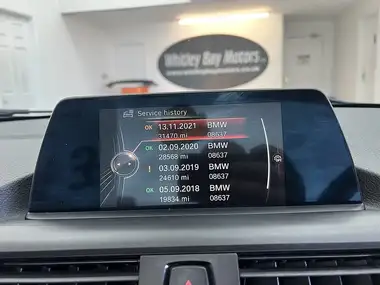 Whitley Bay Motors
Service history
OK 13.11.2021 BMW
31470 mi 08637
OK 02.09.2020 BMW
28568 mi 08637
! 03.09.2019 BMW
24610 mi 08637
OK 05.09.2018 BMW
19834 mi 08637